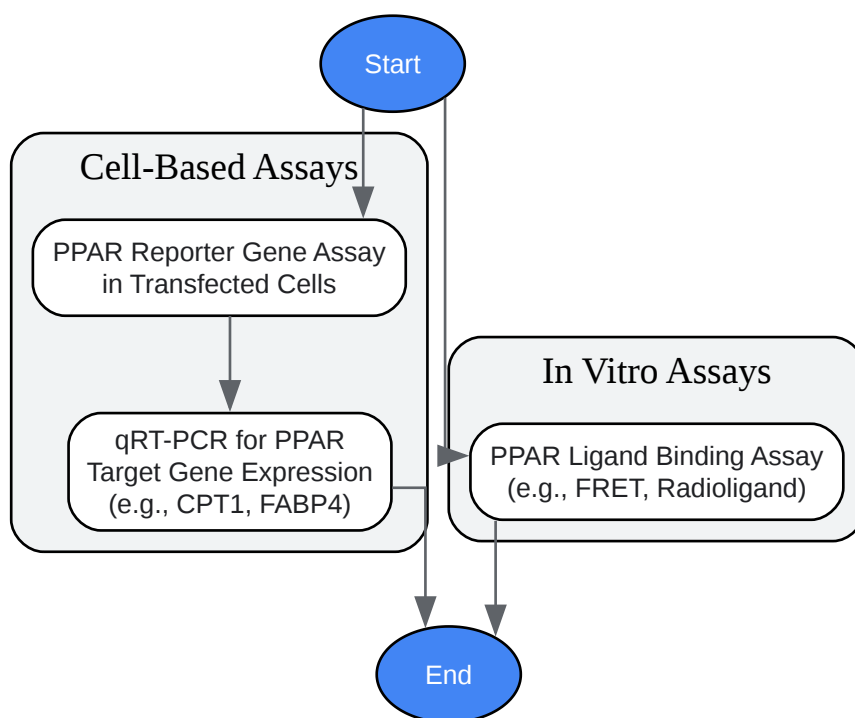 Start
Cell-Based Assays
PPAR Reporter Gene Assay
in Transfected Cells
qRT-PCR for PPAR
Target Gene Expression
(e.g., CPT1, FABP4)
In Vitro Assays
PPAR Ligand Binding Assay
(e.g., FRET, Radioligand)
End